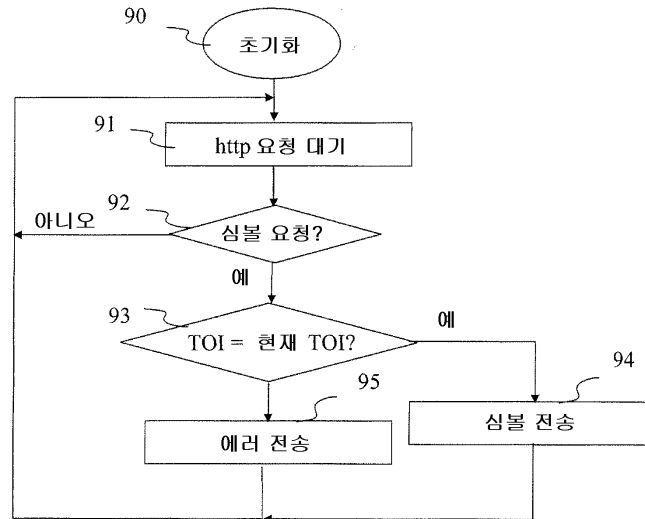 90
초기화
91
http 요청 대기
92
아니오
심볼 요청?
예
93
TOI = 현재 TOI?
예
95
94
에러 전송
심볼 전송